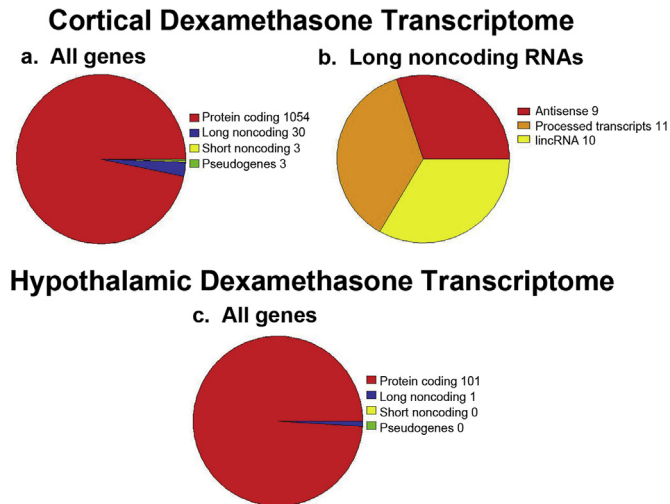 Cortical Dexamethasone Transcriptome
a. All genes
Protein coding 1054
Long noncoding 30
Short noncoding 3
Pseudogenes 3
b. Long noncoding RNAs
Antisense 9
Processed transcripts 11
lincRNA 10
Hypothalamic Dexamethasone Transcriptome
c. All genes
Protein coding 101
Long noncoding 1
Short noncoding 0
Pseudogenes 0